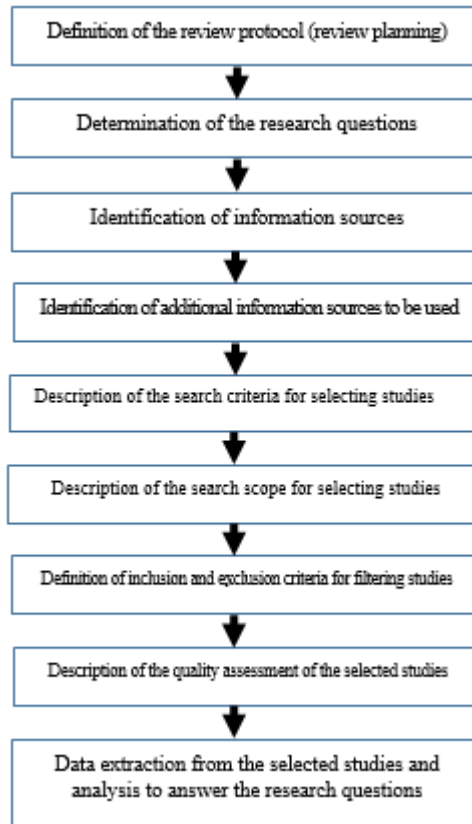 Definition of the review protocol (review planning)
Determination of the research questions
Identification of information sources
Identification of additional information sources to be used
Description of the search criteria for selecting studies
Description of the search scope for selecting studies
Definition of inclusion and exclusion criteria for filtering studies
Description of the quality assessment of the selected studies
Data extraction from the selected studies and
analysis to answer the research questions